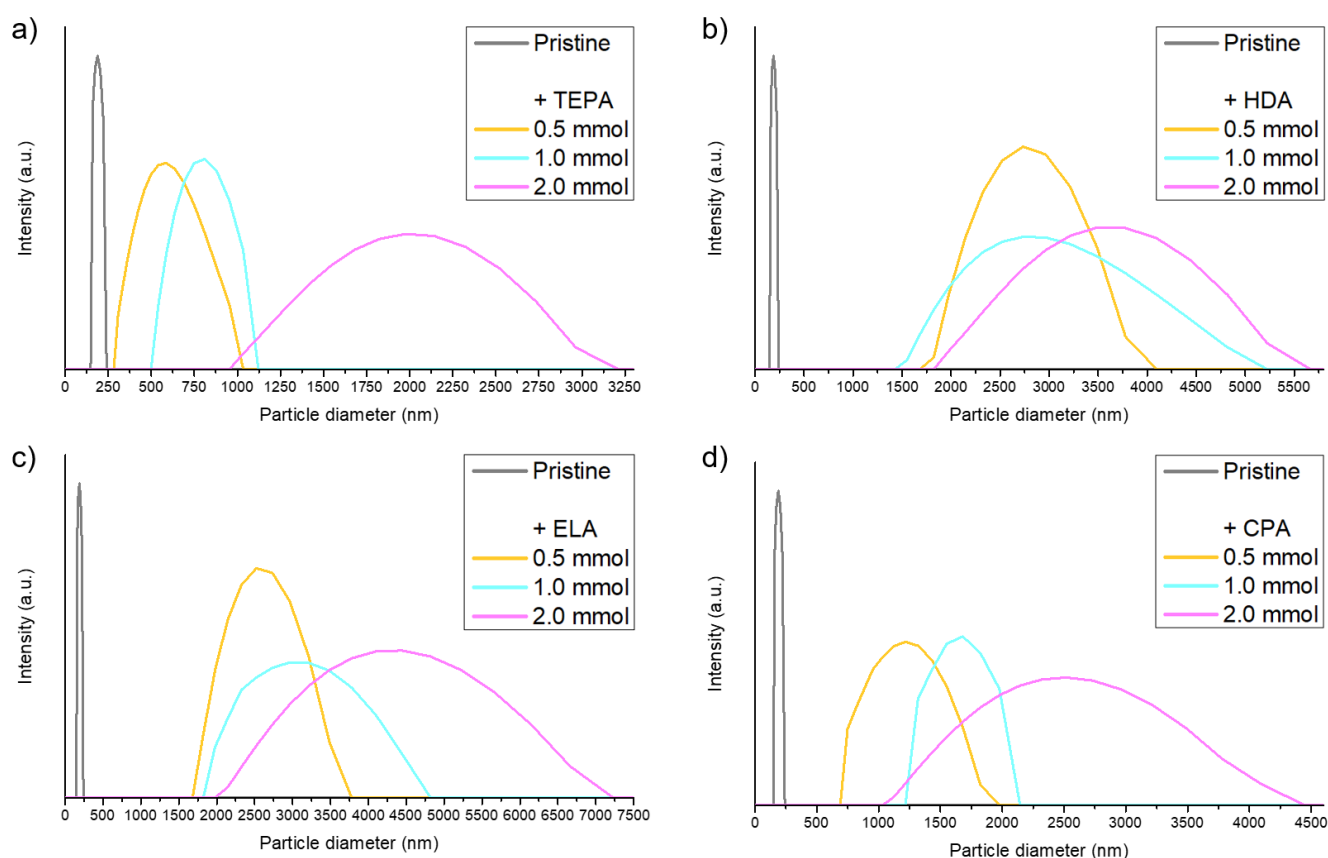 a)
Intensity (a.u.)
Pristine
+ TEPA
0.5 mmol
1.0 mmol
2.0 mmol
0 250 500 750 1000 1250 1500 1750 2000 2250 2500 2750 3000 3250
Particle diameter (nm)
b)
Intensity (a.u.)
Pristine
+ HDA
0.5 mmol
1.0 mmol
2.0 mmol
0 500 1000 1500 2000 2500 3000 3500 4000 4500 5000 5500
Particle diameter (nm)
c)
Intensity (a.u.)
Pristine
+ ELA
0.5 mmol
1.0 mmol
2.0 mmol
0 500 1000 1500 2000 2500 3000 3500 4000 4500 5000 5500 6000 6500 7000 7500
Particle diameter (nm)
d)
Intensity (a.u.)
Pristine
+ CPA
0.5 mmol
1.0 mmol
2.0 mmol
0 500 1000 1500 2000 2500 3000 3500 4000 4500
Particle diameter (nm)